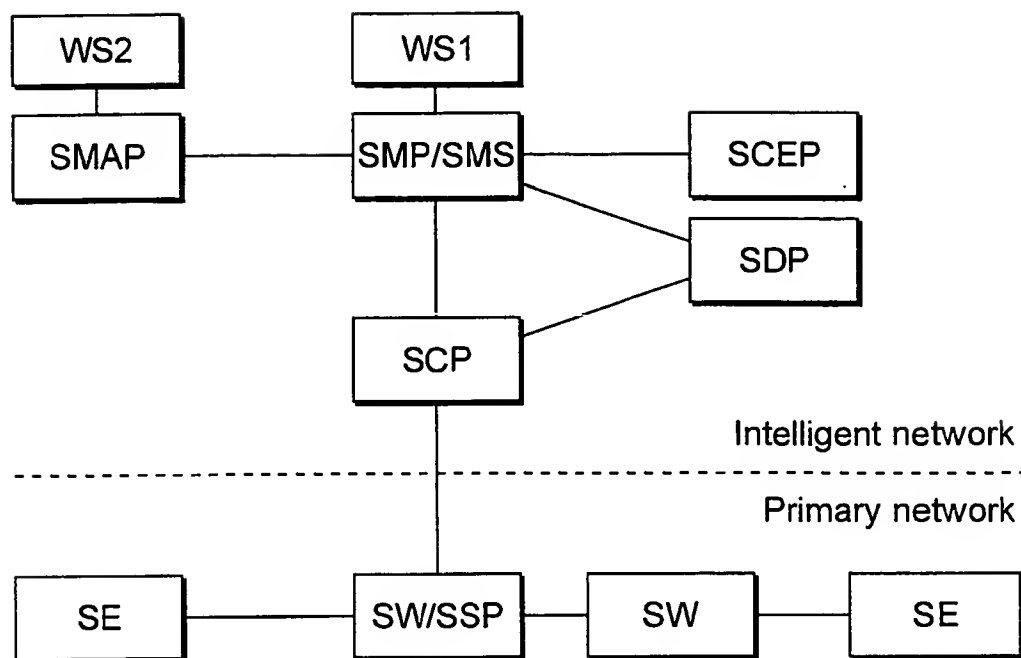 WS2
WS1
SMAP
SMP/SMS
SCEP
SDP
SCP
Intelligent network
Primary network
SE
SW/SSP
SW
SE